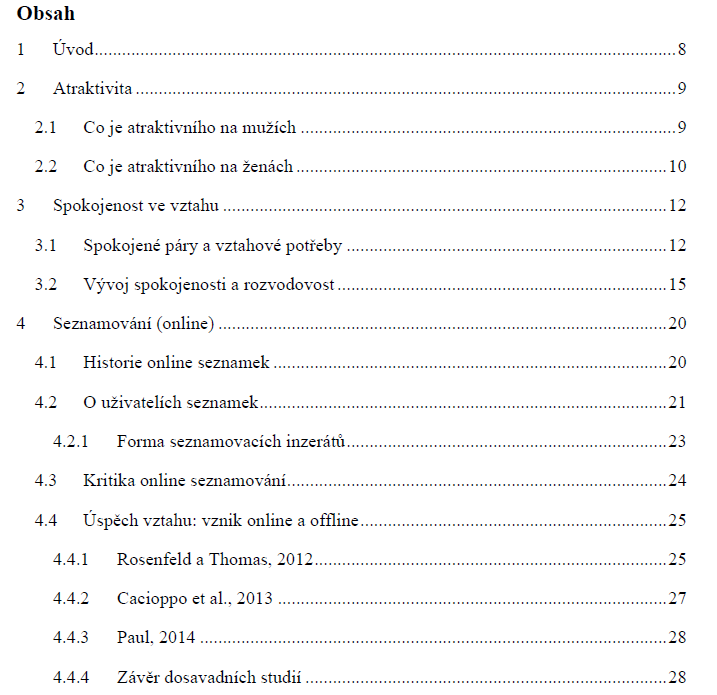 Obsah
1 Úvod........................................................................8
2 Atraktivita........................................................................9
2.1 Co je atraktivního na mužích........................................................................9
2.2 Co je atraktivního na ženách........................................................................10
3 Spokojenost ve vztahu........................................................................12
3.1 Spokojené páry a vztahové potřeby........................................................................12
3.2 Vývoj spokojenosti a rozvodovost........................................................................15
4 Seznamování (online)........................................................................20
4.1 Historie online seznamek........................................................................20
4.2 O uživatelích seznamek........................................................................21
4.2.1 Forma seznamovacích inzerátů........................................................................23
4.3 Kritika online seznamování........................................................................24
4.4 Úspěch vztahu: vznik online a offline........................................................................25
4.4.1 Rosenfeld a Thomas, 2012........................................................................25
4.4.2 Cacioppo et al., 2013........................................................................27
4.4.3 Paul, 2014........................................................................28
4.4.4 Závěr dosavadních studií........................................................................28